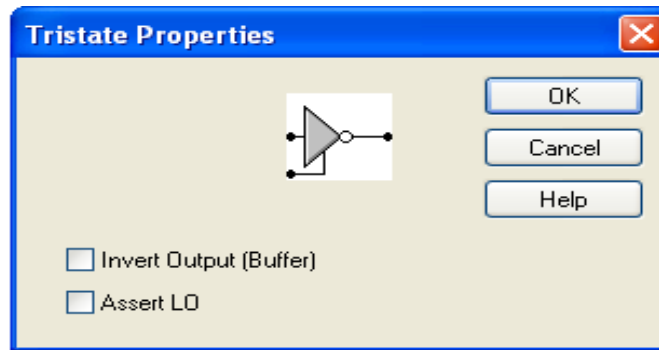 Tristate Properties
OK
Cancel
Help
Invert Output (Buffer)
Assert LO